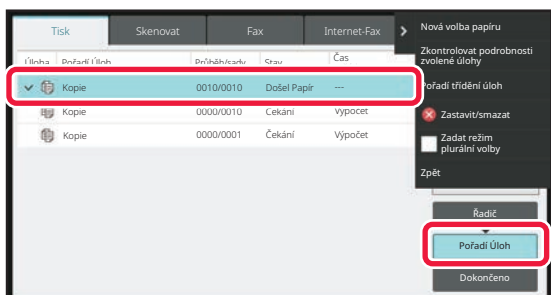 Tisk Skenovat Fax Internet-Fax
Úloha Pořadí Úloh Průběh/sady Stav Čas
Kopie 0010/0010 Došel Papír ---
Kopie 0000/0010 Čekání Výpočet
Kopie 0000/0001 Čekání Výpočet
Nová volba papíru
Zkontrolovat podrobnosti
zvolené úlohy
Pořadí třídění úloh
Zastavit/smazat
Zadat režim
plurální volby
Zpět
Řadič
Pořadí Úloh
Dokončeno